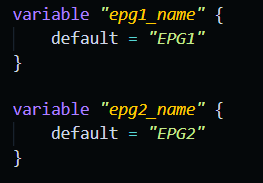 variable "epg1_name" {
    default = "EPG1"
}

variable "epg2_name" {
    default = "EPG2"
}